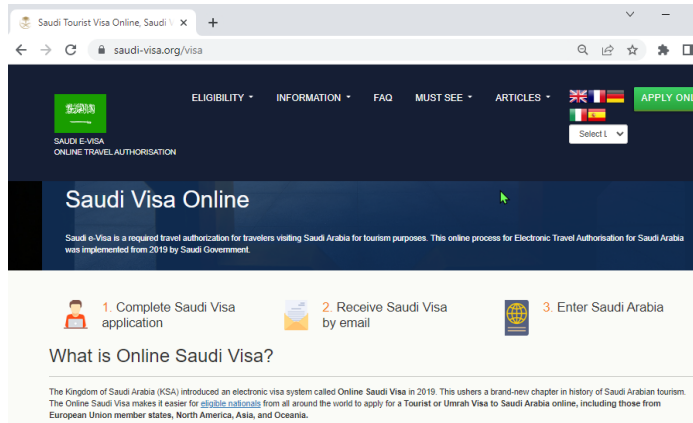 Saudi Tourist Visa Online, Saudi V
saudi-visa.org/visa
ELIGIBILITY INFORMATION FAQ MUST SEE ARTICLES APPLY ONL
Select L
SAUDI E-VISA
ONLINE TRAVEL AUTHORISATION
Saudi Visa Online
Saudi e-Visa is a required travel authorization for travelers visiting Saudi Arabia for tourism purposes. This online process for Electronic Travel Authorisation for Saudi Arabia
was implemented from 2019 by Saudi Government.
1. Complete Saudi Visa 2. Receive Saudi Visa 3. Enter Saudi Arabia
application by email
What is Online Saudi Visa?
The Kingdom of Saudi Arabia (KSA) introduced an electronic visa system called Online Saudi Visa in 2019. This ushers a brand-new chapter in history of Saudi Arabian tourism.
The Online Saudi Visa makes it easier for eligible nationals from all around the world to apply for a Tourist or Umrah Visa to Saudi Arabia online, including those from
European Union member states, North America, Asia, and Oceania.